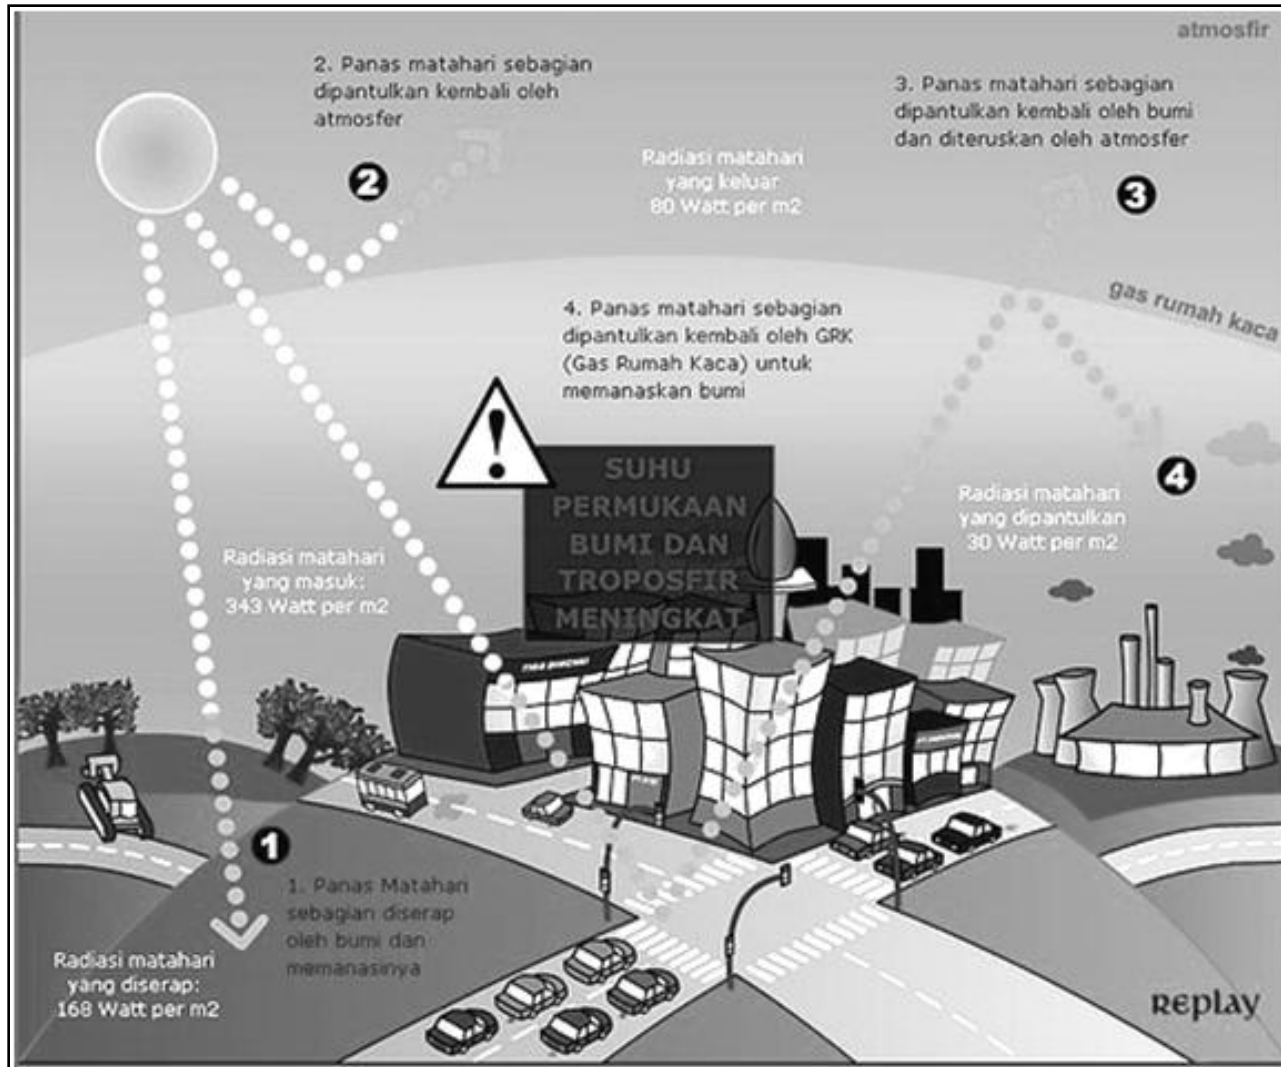 atmosfir
2. Panas matahari sebagian
dipantulkan kembali oleh
atmosfer
2
3. Panas matahari sebagian
dipantulkan kembali oleh bumi
dan diteruskan oleh atmosfer
3
Radiasi matahari
yang keluar
80 Watt per m2
gas rumah kaca
4. Panas matahari sebagian
dipantulkan kembali oleh GRK
(Gas Rumah Kaca) untuk
memanaskan bumi
!
SUHU
PERMUKAAN
BUMI DAN
TROPOSFIR
MENINGKAT
4
Radiasi matahari
yang dipantulkan
30 Watt per m2
Radiasi matahari
yang masuk:
343 Watt per m2
1
1. Panas Matahari
sebagian diserap
oleh bumi dan
memanasinya
Radiasi matahari
yang diserap:
168 Watt per m2
Replay